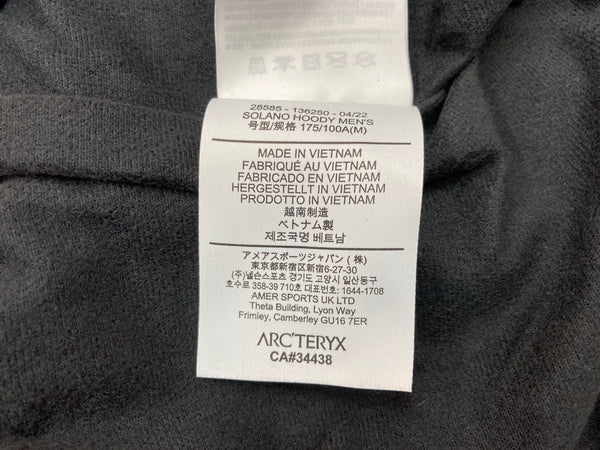 28585 - 136250 - 04/22
SOLANO HOODY MEN'S
号型/规格 175/100A(M)
MADE IN VIETNAM
FABRIQUÉ AU VIETNAM
FABRICADO EN VIETNAM
HERGESTELLT IN VIETNAM
PRODOTTO IN VIETNAM
越南制造
ベトナム製
제조국명 베트남
アメアスポーツジャパン (株)
東京都新宿区新宿6-27-30
(주)넬슨스포츠 경기도 고양시 일산동구
호수로 358-39 710호 대표번호: 1644-1708
AMER SPORTS UK LTD
Theta Building, Lyon Way
Frimley, Camberley GU16 7ER
ARC'TERYX
CA#34438